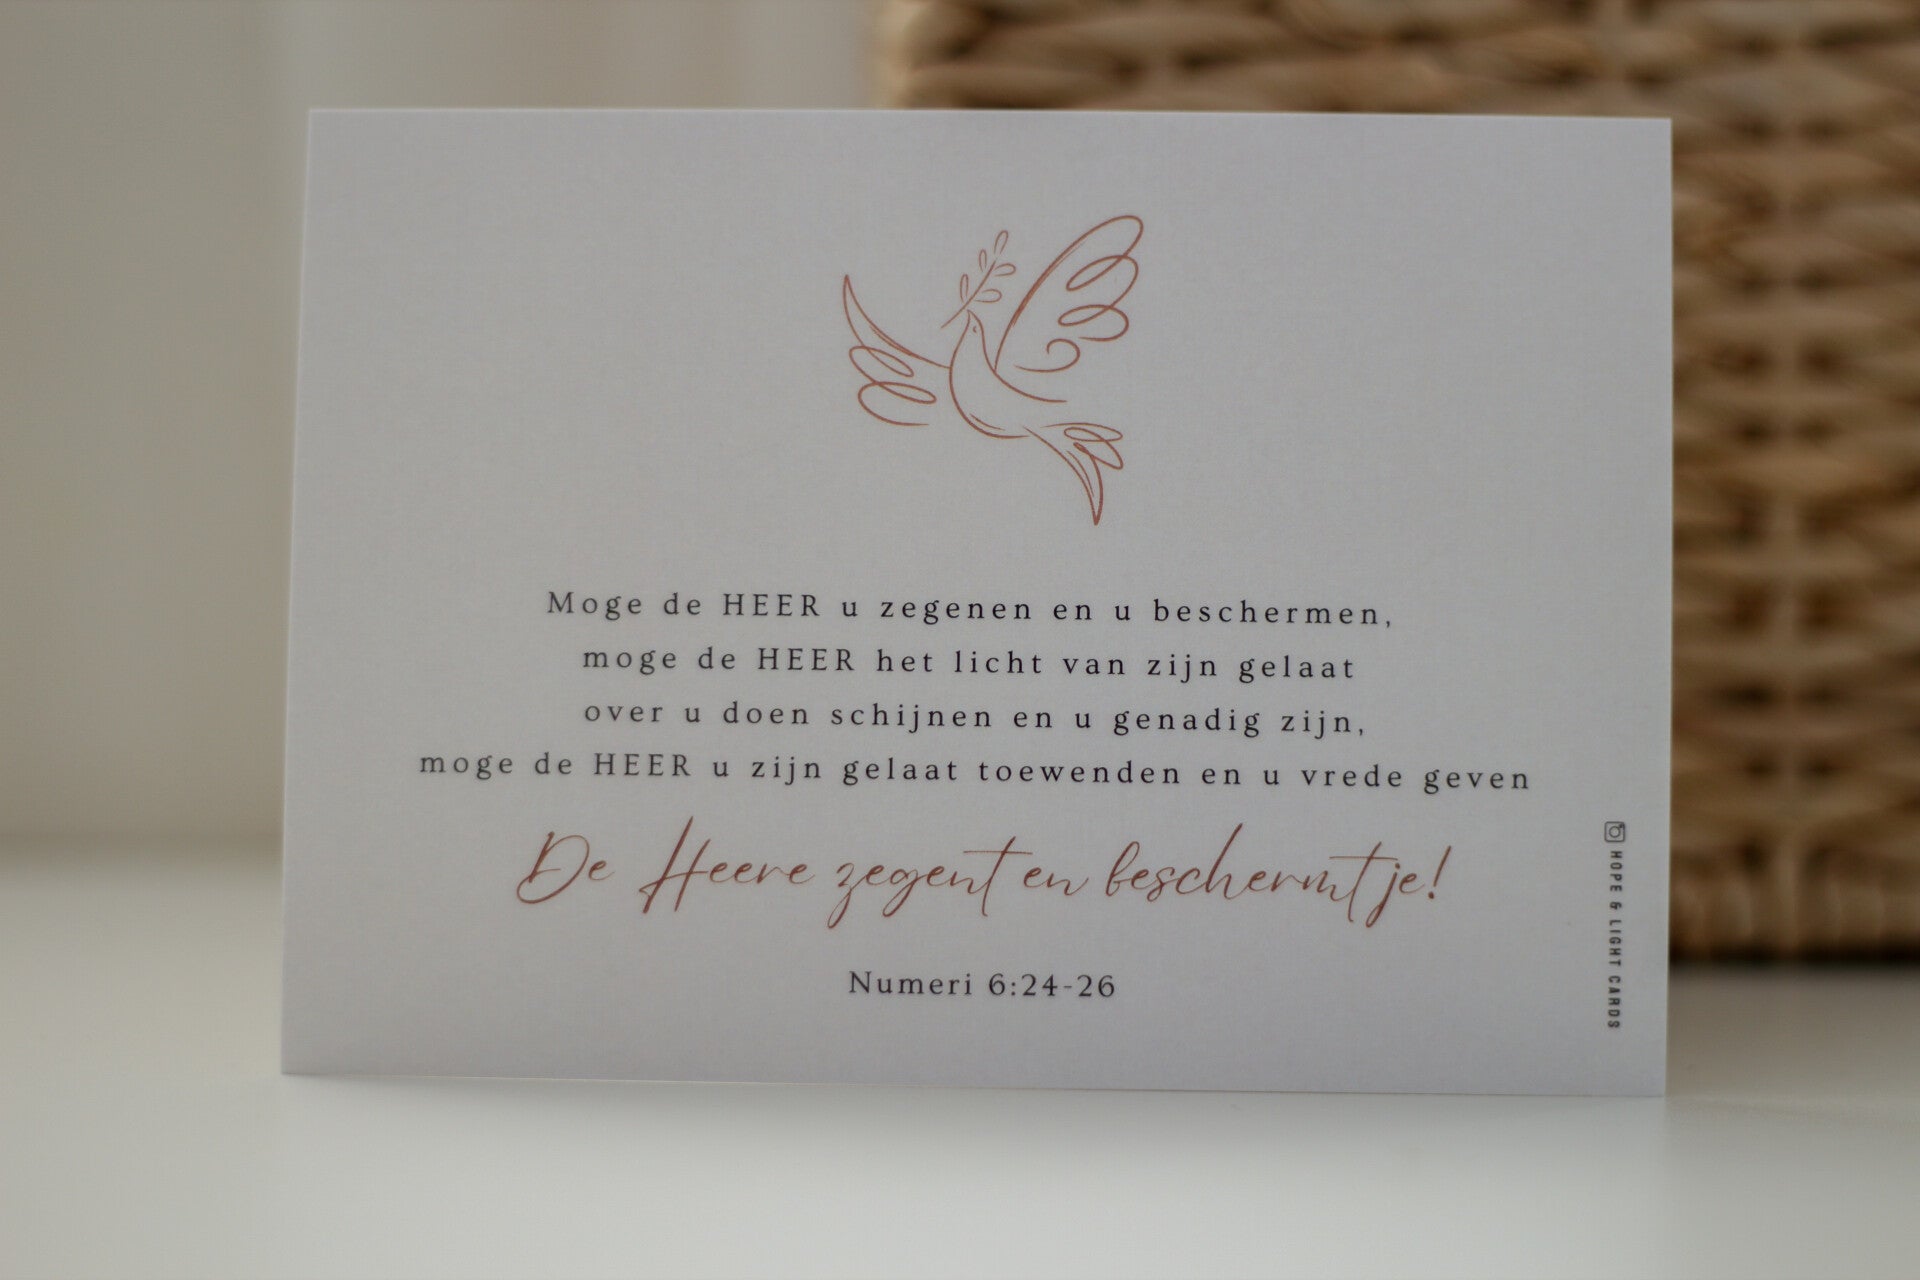 Moge de HEER u zegenen en u beschermen,
moge de HEER het licht van zijn gelaat
over u doen schijnen en u genadig zijn,
moge de HEER u zijn gelaat toewenden en u vrede geven
De Heere zegent en beschermt je!
Numeri 6:24-26
HOPE & LIGHT CARDS